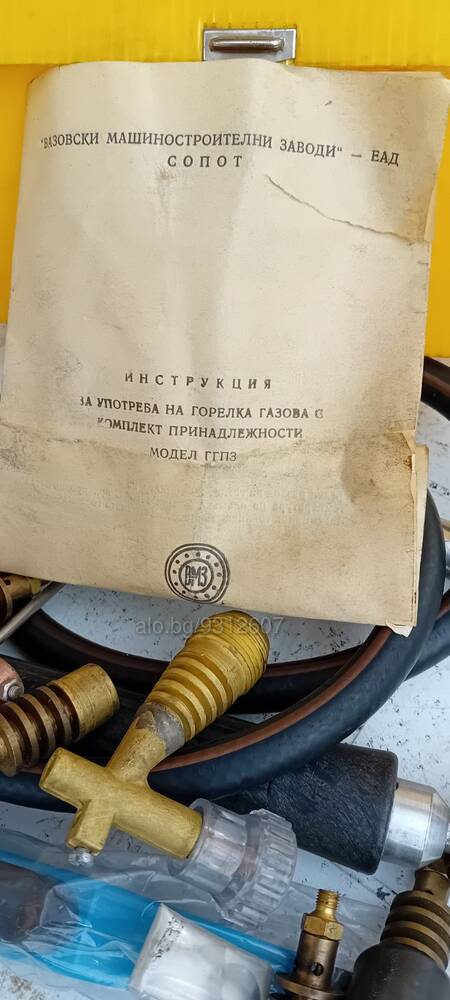 "ВАЗОВСКИ МАШИНОСТРОИТЕЛНИ ЗАВОДИ" – ЕАД
СОПОТ
ИНСТРУКЦИЯ
ЗА УПОТРЕБА НА ГОРЕЛКА ГАЗОВА С
КОМПЛЕКТ ПРИНАДЛЕЖНОСТИ
МОДЕЛ ГГПЗ
ВМЗ
alo.bg 9312607